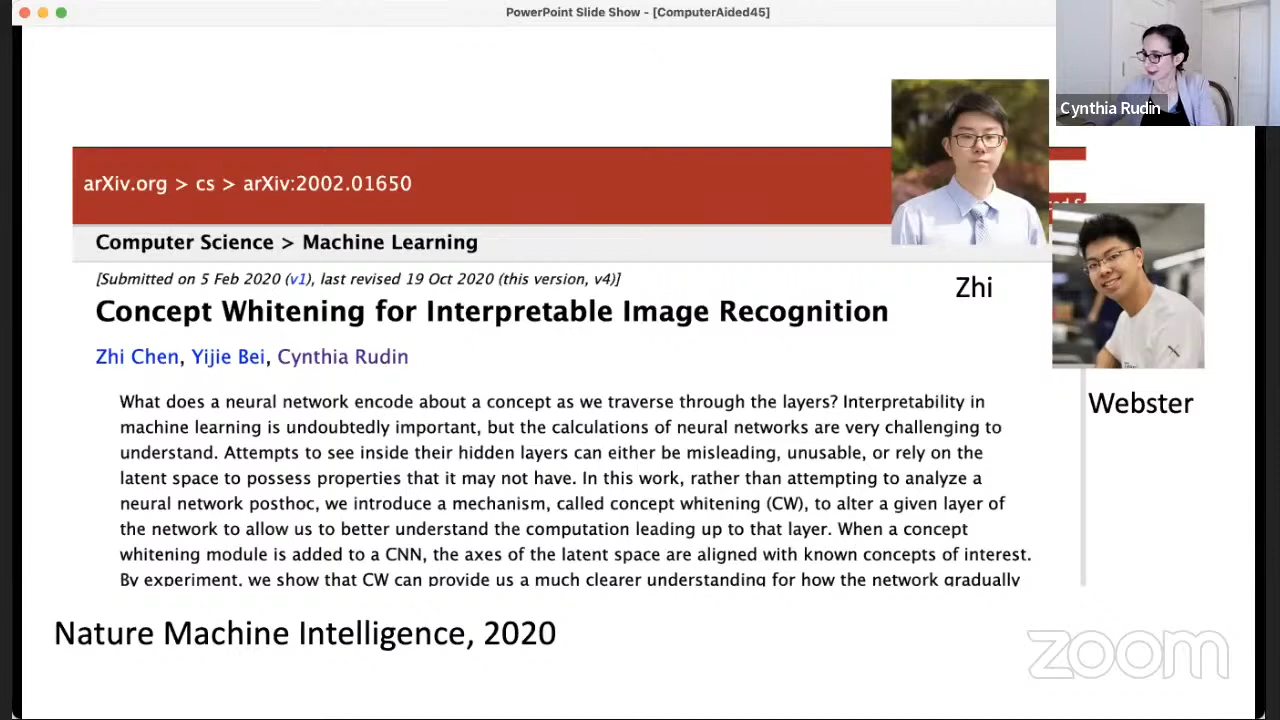 PowerPoint Slide Show - [ComputerAided45]
Cynthia Rudin
arXiv.org > cs > arXiv:2002.01650
Computer Science > Machine Learning
[Submitted on 5 Feb 2020 (v1), last revised 19 Oct 2020 (this version, v4)]
Concept Whitening for Interpretable Image Recognition
Zhi Chen, Yijie Bei, Cynthia Rudin
What does a neural network encode about a concept as we traverse through the layers? Interpretability in
machine learning is undoubtedly important, but the calculations of neural networks are very challenging to
understand. Attempts to see inside their hidden layers can either be misleading, unusable, or rely on the
latent space to possess properties that it may not have. In this work, rather than attempting to analyze a
neural network posthoc, we introduce a mechanism, called concept whitening (CW), to alter a given layer of
the network to allow us to better understand the computation leading up to that layer. When a concept
whitening module is added to a CNN, the axes of the latent space are aligned with known concepts of interest.
By experiment, we show that CW can provide us a much clearer understanding for how the network gradually
Zhi
Webster
Nature Machine Intelligence, 2020
zoom